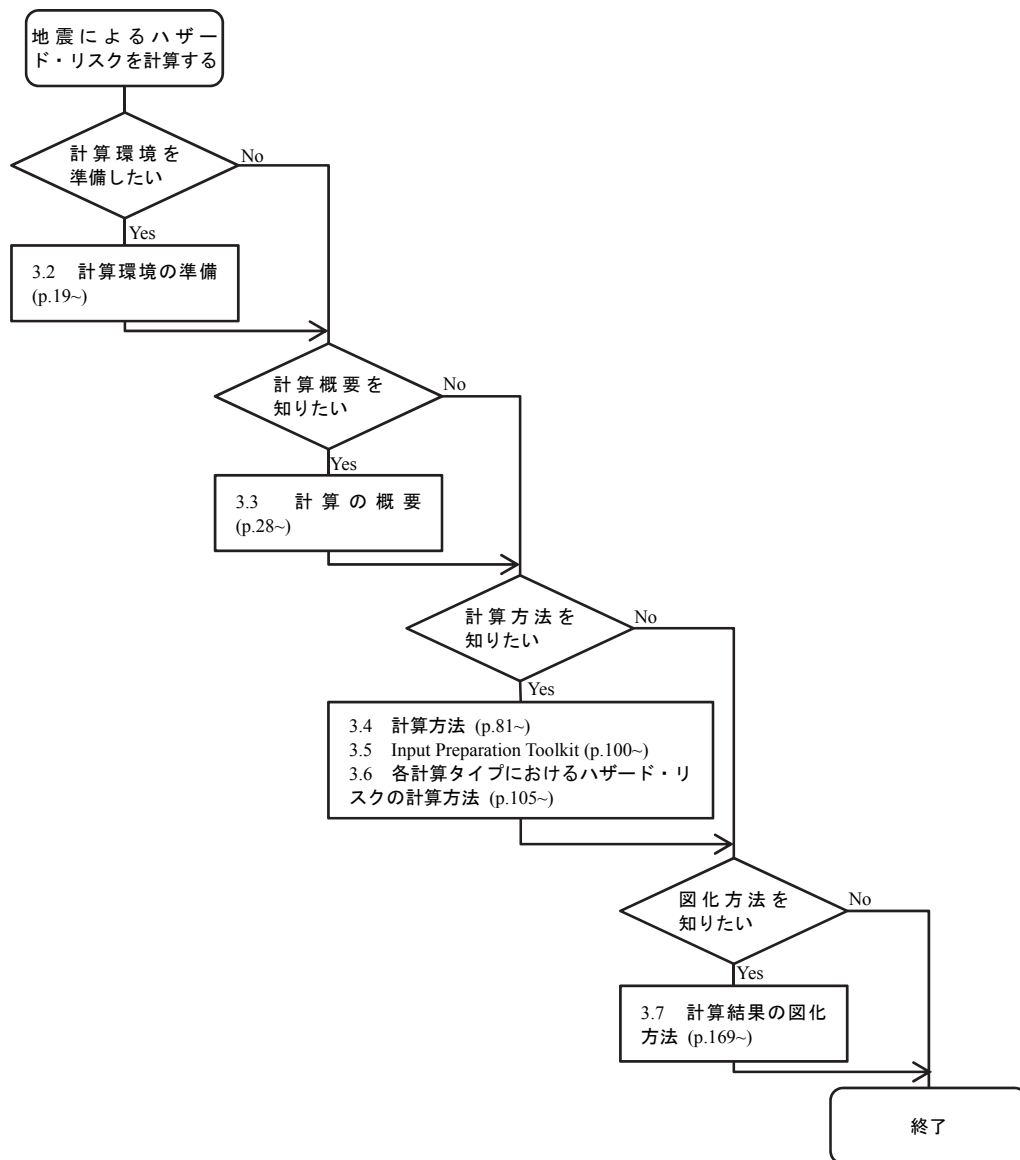 地震によるハザー
ド・リスクを計算する
計算環境を
準備したい
No
Yes
3.2 計算環境の準備
(p.19~)
計算概要を
知りたい
No
Yes
3.3 計算の概要
(p.28~)
計算方法を
知りたい
No
Yes
3.4 計算方法 (p.81~)
3.5 Input Preparation Toolkit (p.100~)
3.6 各計算タイプにおけるハザード・リ
スクの計算方法 (p.105~)
図化方法を
知りたい
No
Yes
3.7 計算結果の図化
方法 (p.169~)
終了